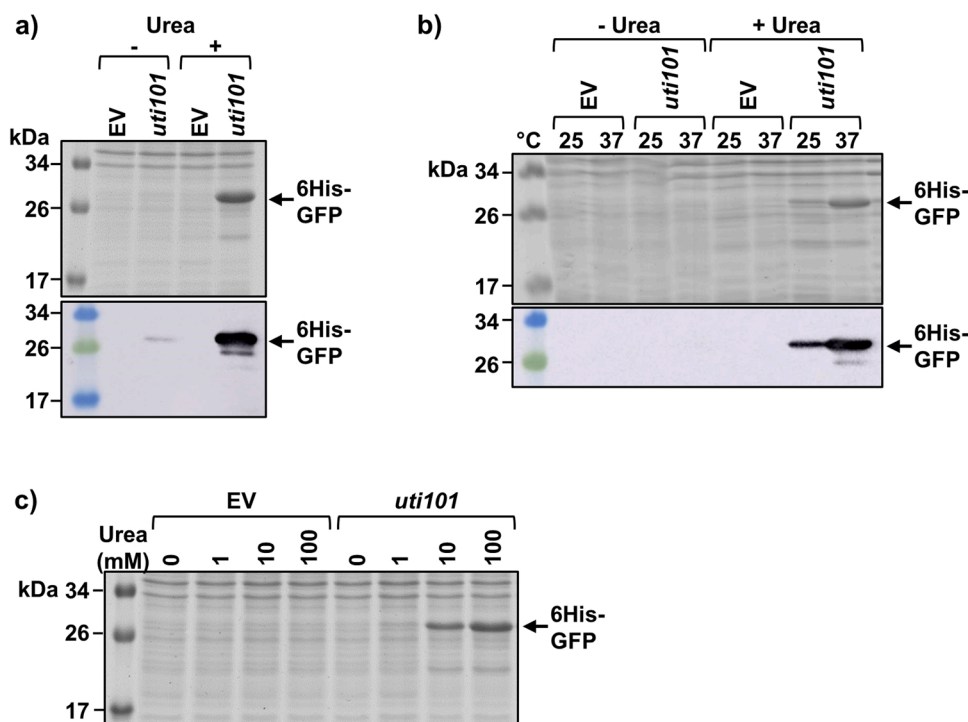 a)
Urea
- +
EV uti101 EV uti101
kDa
34
26
17
6His-
GFP
34
26
17
6His-
GFP
b)
- Urea + Urea
EV uti101 EV uti101
°C 25 37 25 37 25 37 25 37
kDa 34
26
17
6His-
GFP
34
26
6His-
GFP
c)
EV uti101
Urea
(mM) 0 1 10 100 0 1 10 100
kDa 34
26
17
6His-
GFP